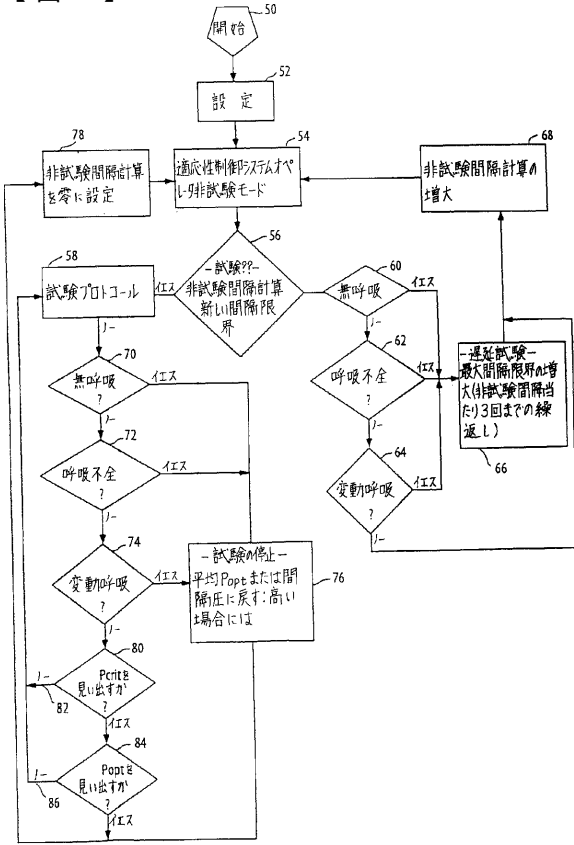 【図
】
50
開始
52
設定
78
非試験間隔計算
を零に設定
54
適応性制御Pシステムオペ
レータ非試験モード
68
非試験間隔計算の
増大
56
-試験??-
非試験間隔計算
新しい間隔限
界
58
試験プロトコール
イエス
ノー
60
無呼吸
イエス
ノー
62
呼吸不全
?
イエス
ノー
64
変動呼吸
?
イエス
ノー
-遅延試験-
最大間隔限界の増
大(非試験間隔当
たり3回までの繰
返し)
66
70
無呼吸
?
イエス
ノー
72
呼吸不全
?
イエス
ノー
74
変動呼吸
?
イエス
ノー
-試験の停止-
平均Poptまたは間
隔圧に戻す:高い
場合には
76
80
Pcritを
見い出すか
?
ノー
82
イエス
84
Poptを
見い出すか
?
ノー
86
イエス